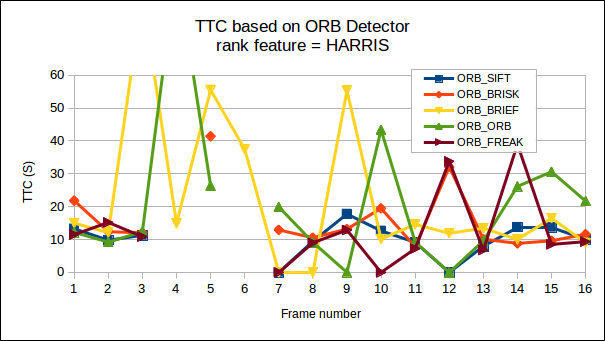 TTC based on ORB Detector
rank feature = HARRIS
60
50
40
30
20
10
0
TTC (S)
ORB_SIFT
ORB_BRISK
ORB_BRIEF
ORB_ORB
ORB_FREAK
1 2 3 4 5 6 7 8 9 10 11 12 13 14 15 16
Frame number